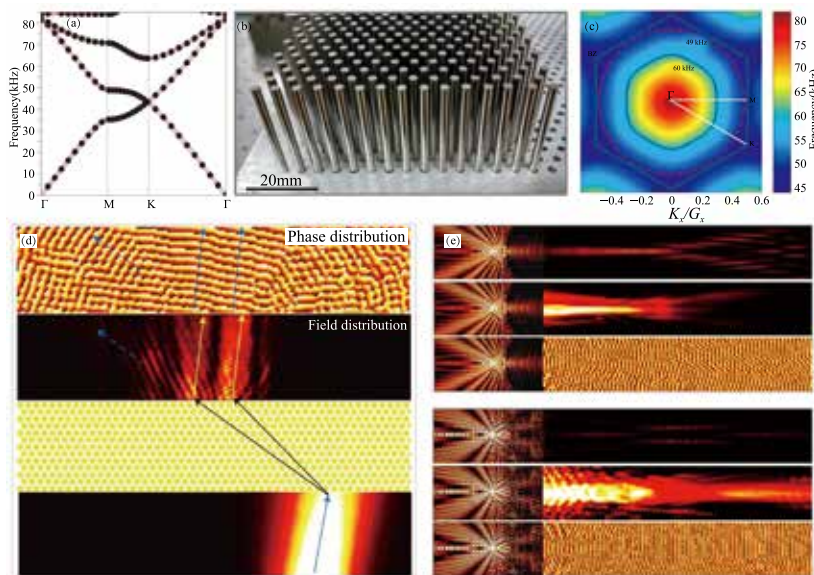 (a)
Frequency(kHz)
80
70
60
50
40
30
20
10
0
Γ M K Γ
(b)
20mm
(c)
49 kHz
60 kHz
Γ
M
−0.4 −0.2 0 0.2 0.4 0.6
Kx/Gx
80
75
70
65
60
55
50
45
Frequency(kHz)
(d)
Phase distribution
Field distribution
(e)